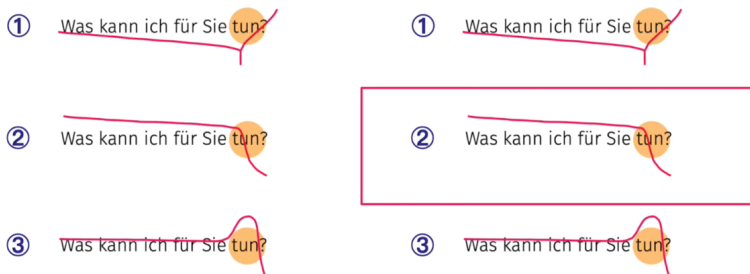 ① Was kann ich für Sie tun?
② Was kann ich für Sie tun?
③ Was kann ich für Sie tun?
① Was kann ich für Sie tun?
② Was kann ich für Sie tun?
③ Was kann ich für Sie tun?